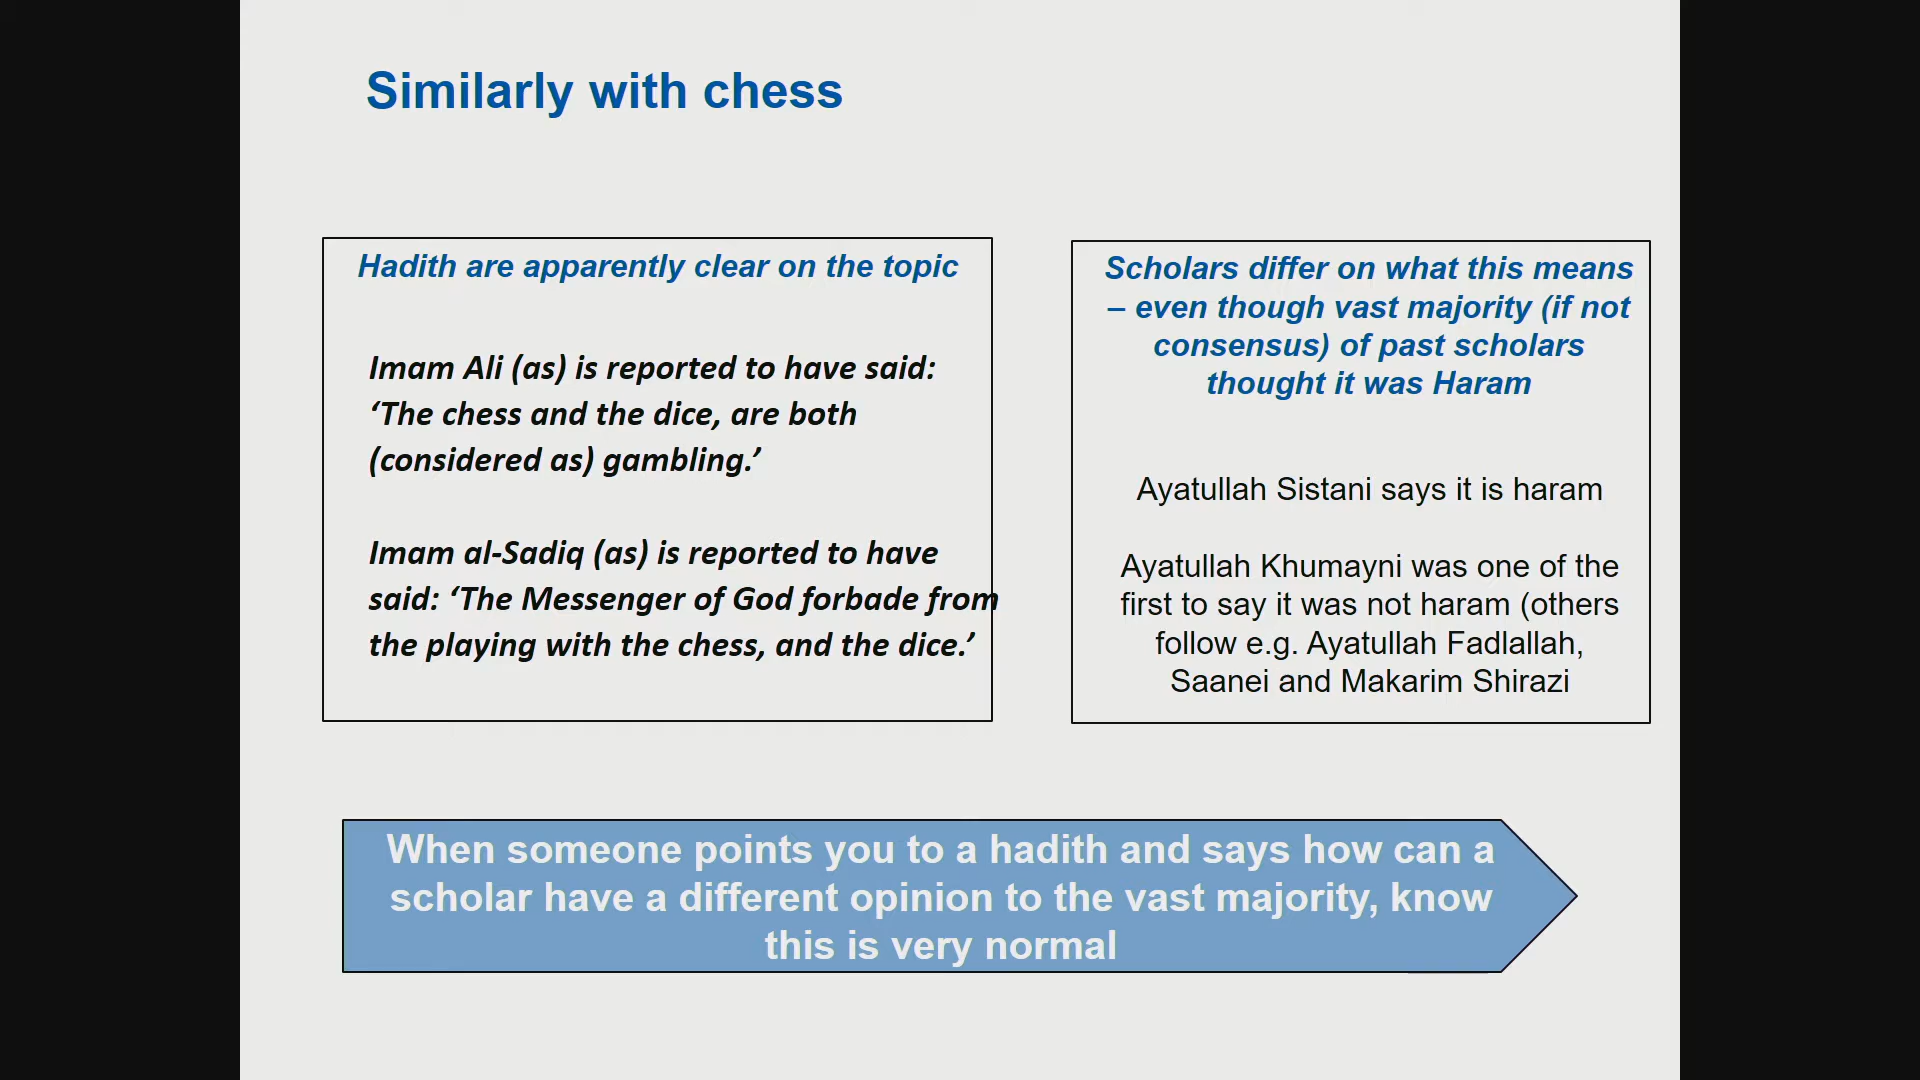 Similarly with chess
Hadith are apparently clear on the topic
Imam Ali (as) is reported to have said:
‘The chess and the dice, are both
(considered as) gambling.’
Imam al-Sadiq (as) is reported to have
said: ‘The Messenger of God forbade from
the playing with the chess, and the dice.’
Scholars differ on what this means
– even though vast majority (if not
consensus) of past scholars
thought it was Haram
Ayatullah Sistani says it is haram
Ayatullah Khumayni was one of the
first to say it was not haram (others
follow e.g. Ayatullah Fadlallah,
Saanei and Makarim Shirazi
When someone points you to a hadith and says how can a
scholar have a different opinion to the vast majority, know
this is very normal